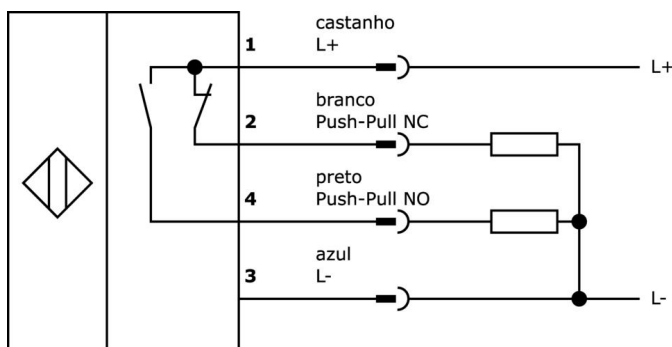 castanho
1
L+
L+
branco
2
Push-Pull NC
preto
4
Push-Pull NO
azul
3
L-
L-